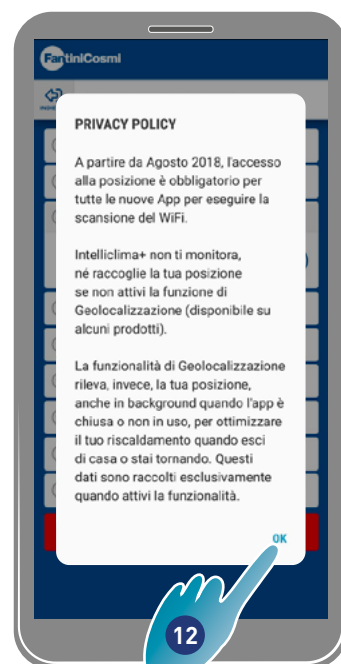 FantiniCosmi
PRIVACY POLICY
A partire da Agosto 2018, l'accesso
alla posizione è obbligatorio per
tutte le nuove App per eseguire la
scansione del WiFi.
Intelliclima+ non ti monitora,
né raccoglie la tua posizione
se non attivi la funzione di
Geolocalizzazione (disponibile su
alcuni prodotti).
La funzionalità di Geolocalizzazione
rileva, invece, la tua posizione,
anche in background quando l'app è
chiusa o non in uso, per ottimizzare
il tuo riscaldamento quando esci
di casa o stai tornando. Questi
dati sono raccolti esclusivamente
quando attivi la funzionalità.
OK
12